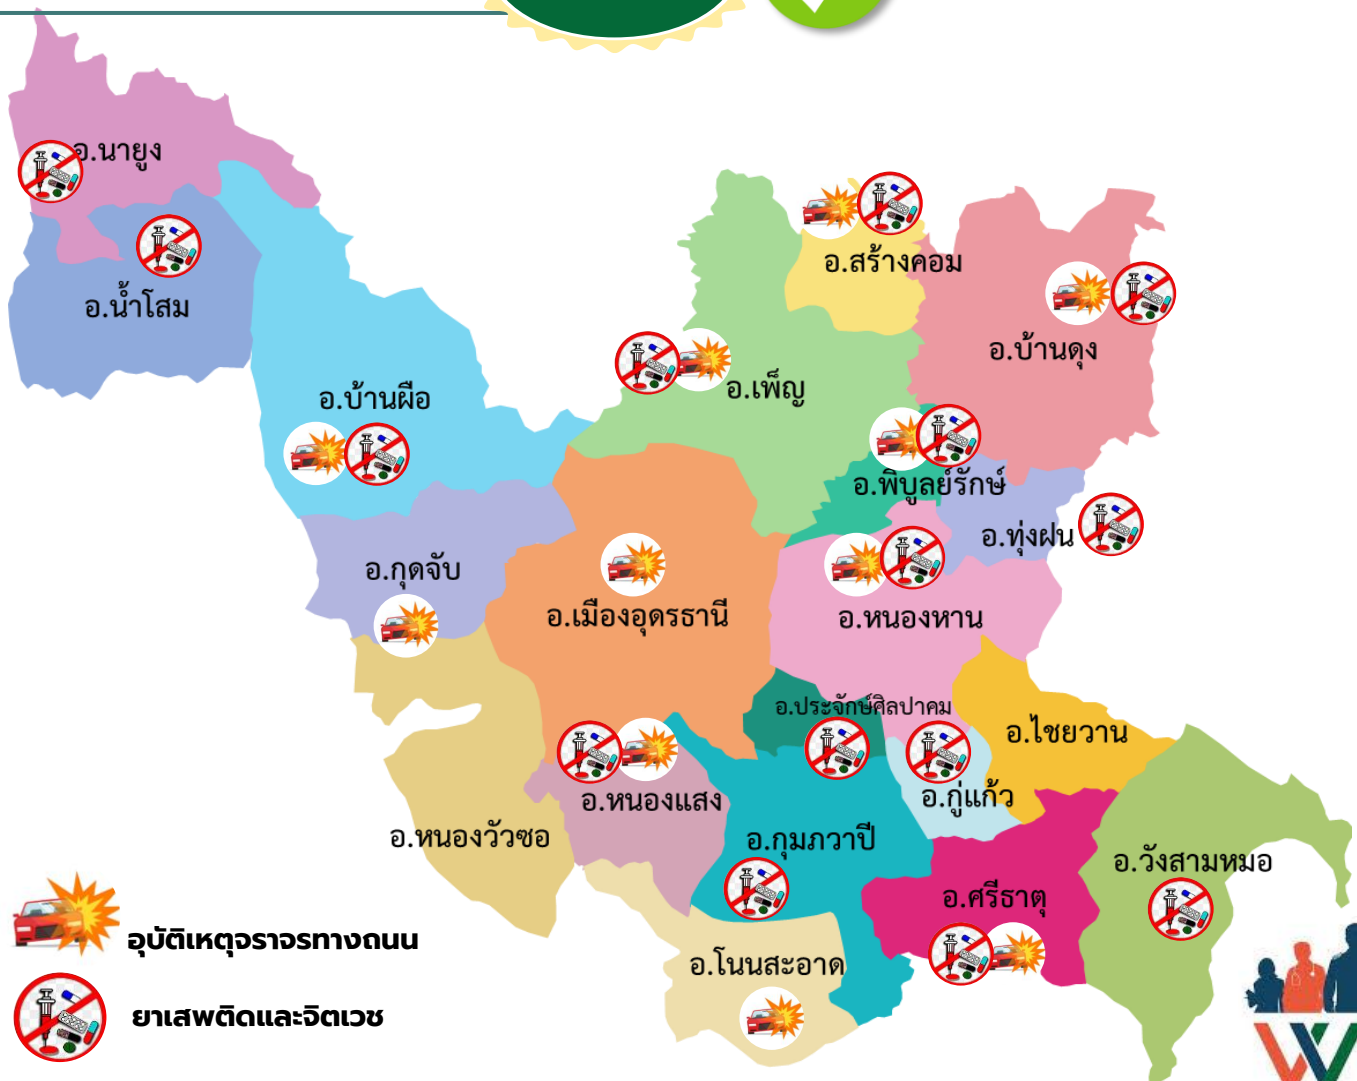 อ.นายูง
อ.น้ำโสม
อ.สร้างคอม
อ.บ้านดุง
อ.บ้านผือ
อ.เพ็ญ
อ.พิบูลย์รักษ์
อ.ทุ่งฝน
อ.กุดจับ
อ.เมืองอุดรธานี
อ.หนองหาน
อ.ประจักษ์ศิลปาคม
อ.ไชยวาน
อ.หนองแสง
อ.กู่แก้ว
อ.หนองวัวซอ
อ.กุมภวาปี
อ.วังสามหมอ
อ.ศรีธาตุ
อ.โนนสะอาด
อุบัติเหตุจราจรทางถนน
ยาเสพติดและจิตเวช